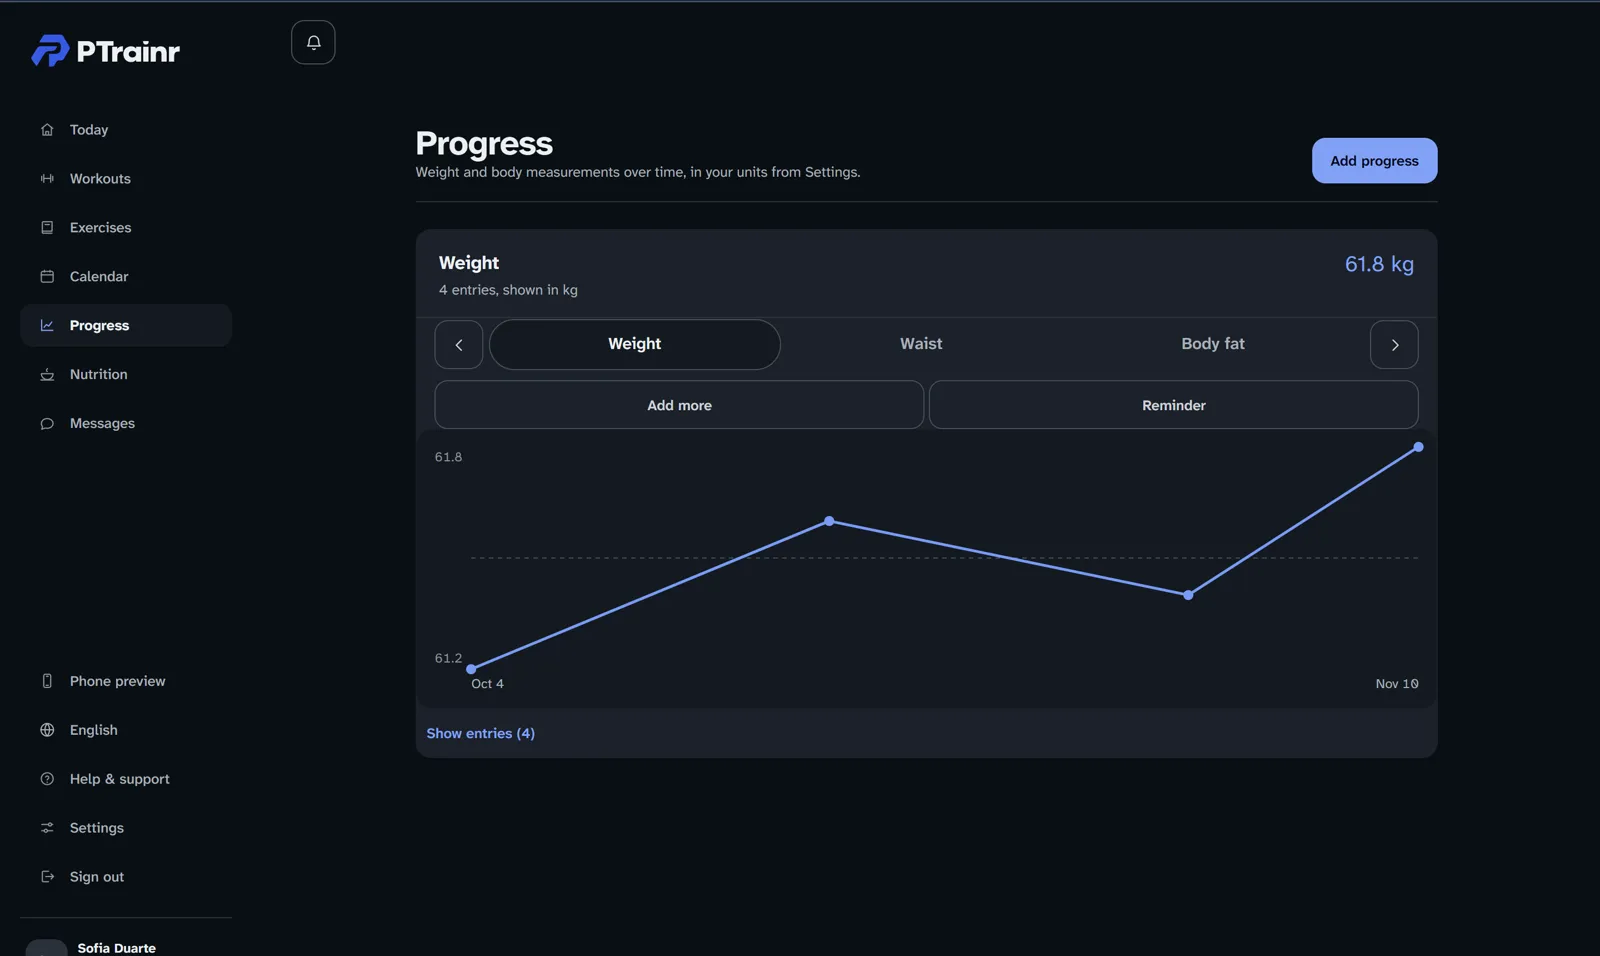 PTrainr
Today
Workouts
Exercises
Calendar
Progress
Nutrition
Messages
Phone preview
English
Help & support
Settings
Sign out
Sofia Duarte
Progress
Weight and body measurements over time, in your units from Settings.
Add progress
Weight
61.8 kg
4 entries, shown in kg
Weight
Waist
Body fat
Add more
Reminder
61.8
61.2
Oct 4
Nov 10
Show entries (4)